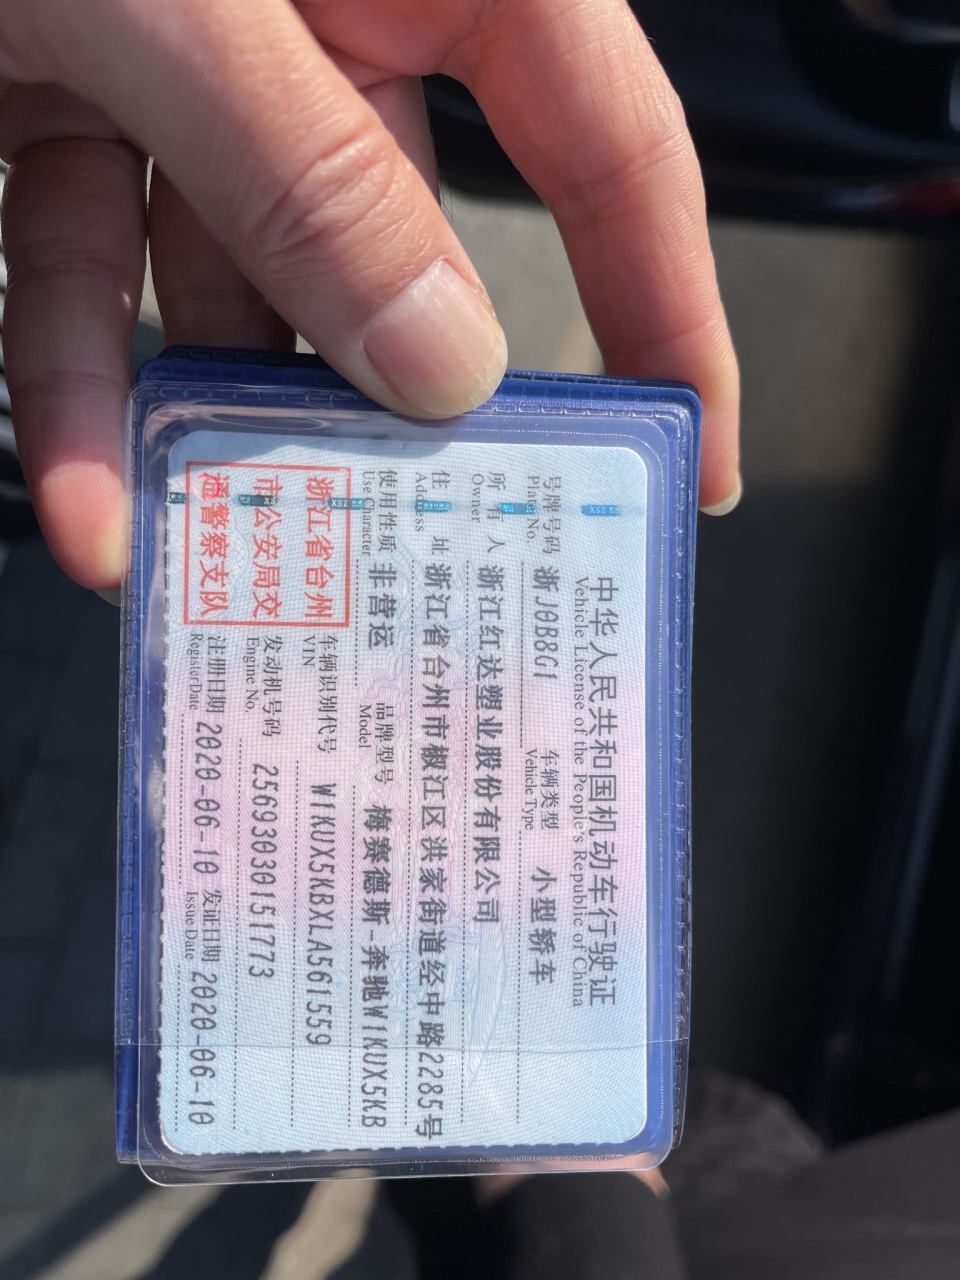 中华人民共和国机动车行驶证
Vehicle License of the People's Republic of China
号牌号码 浙J0BBG1 车辆类型 小型轿车
Plate No. Vehicle Type
所有人 浙江红达塑业股份有限公司
Owner
住址 浙江省台州市椒江区洪家街道经中路2285号
Address
使用性质 非营运 品牌型号 梅赛德斯-奔驰W1KUX5KB
Use Character Model
浙江省台州
市公安局交
通警察支队
车辆识别代号 W1KUX5KBXLA561559
VIN
发动机号码 25693030151773
Engine No.
注册日期 2020-06-10 发证日期 2020-06-10
Register Date Issue Date